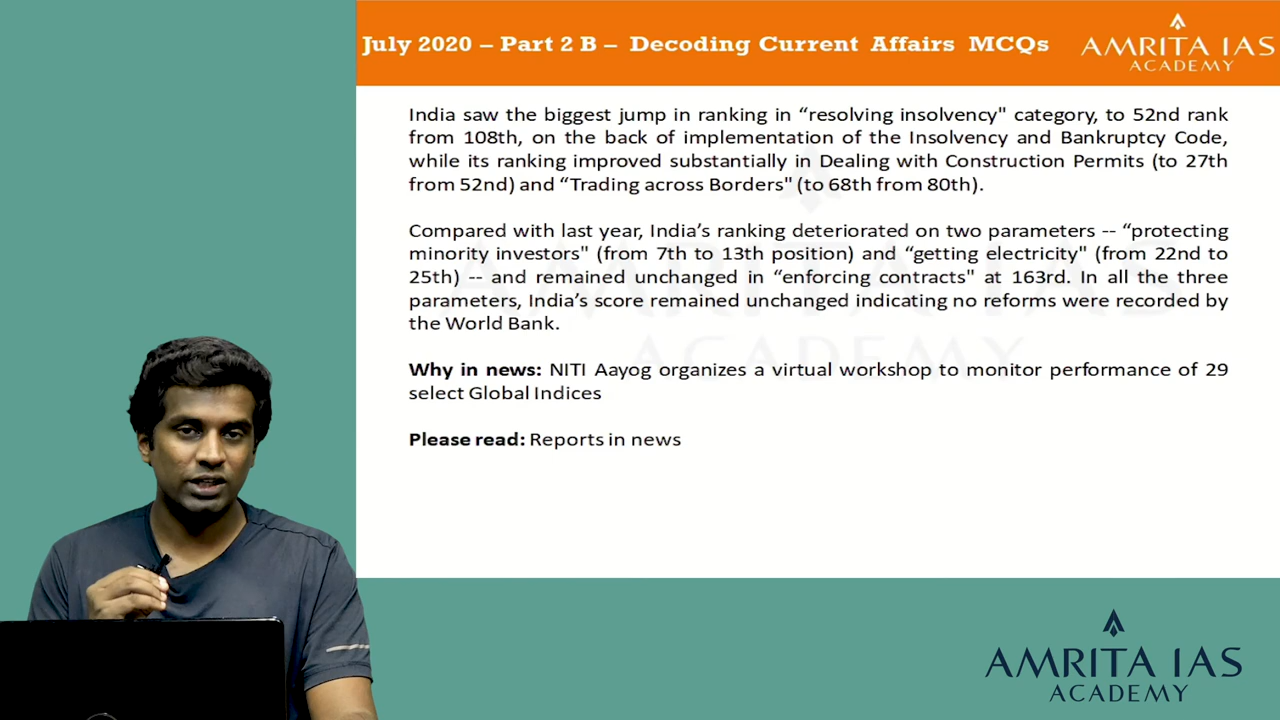 July 2020 – Part 2 B – Decoding Current Affairs MCQs
AMRITA IAS
ACADEMY
India saw the biggest jump in ranking in “resolving insolvency" category, to 52nd rank
from 108th, on the back of implementation of the Insolvency and Bankruptcy Code,
while its ranking improved substantially in Dealing with Construction Permits (to 27th
from 52nd) and “Trading across Borders" (to 68th from 80th).
Compared with last year, India’s ranking deteriorated on two parameters -- “protecting
minority investors" (from 7th to 13th position) and “getting electricity" (from 22nd to
25th) -- and remained unchanged in “enforcing contracts" at 163rd. In all the three
parameters, India’s score remained unchanged indicating no reforms were recorded by
the World Bank.
Why in news: NITI Aayog organizes a virtual workshop to monitor performance of 29
select Global Indices
Please read: Reports in news
AMRITA IAS
ACADEMY
AMRITA IAS
ACADEMY